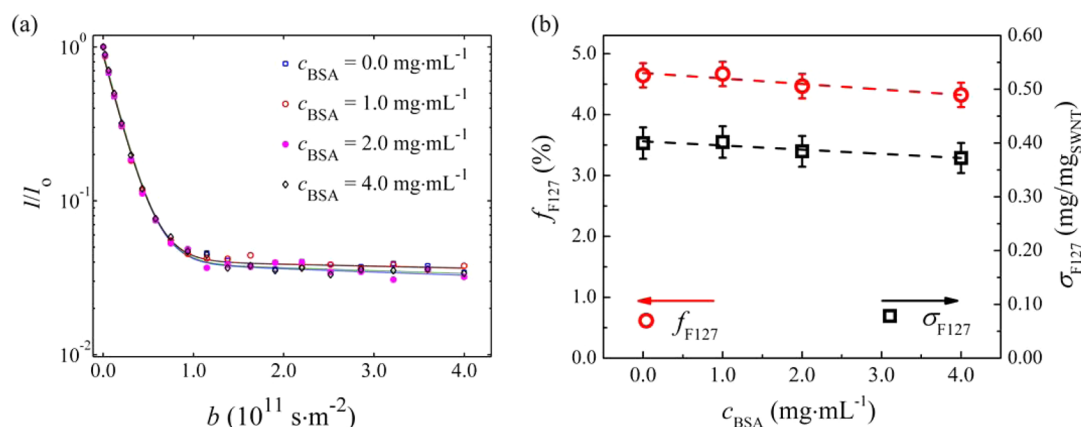 (a)
10⁰
10⁻¹
10⁻²
I/Iₒ
c_BSA = 0.0 mg·mL⁻¹
c_BSA = 1.0 mg·mL⁻¹
c_BSA = 2.0 mg·mL⁻¹
c_BSA = 4.0 mg·mL⁻¹
0.0 1.0 2.0 3.0 4.0
b (10¹¹ s·m⁻²)
(b)
5.0
4.0
3.0
2.0
1.0
0.0
f_F127 (%)
0.60
0.50
0.40
0.30
0.20
0.10
0.00
σ_F127 (mg/mg_SWNT)
f_F127
σ_F127
0.0 1.0 2.0 3.0 4.0
c_BSA (mg·mL⁻¹)